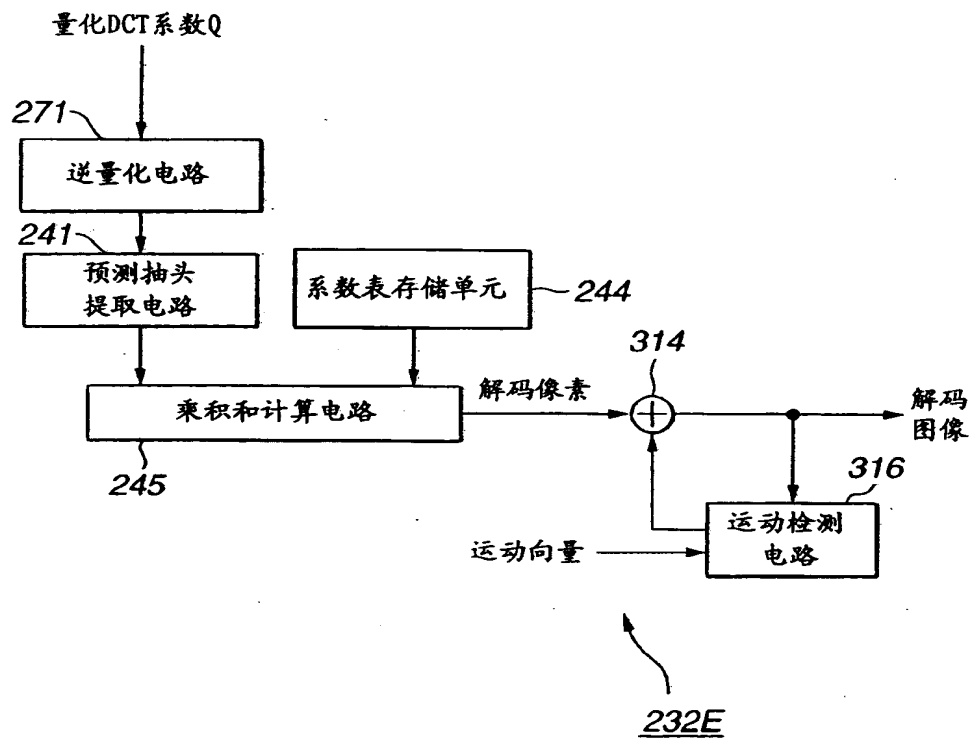 量化DCT系数Q
271
逆量化电路
241
预测抽头
提取电路
系数表存储单元
244
314
乘积和计算电路
解码像素
解码
图像
245
316
运动检测
电路
运动向量
232E